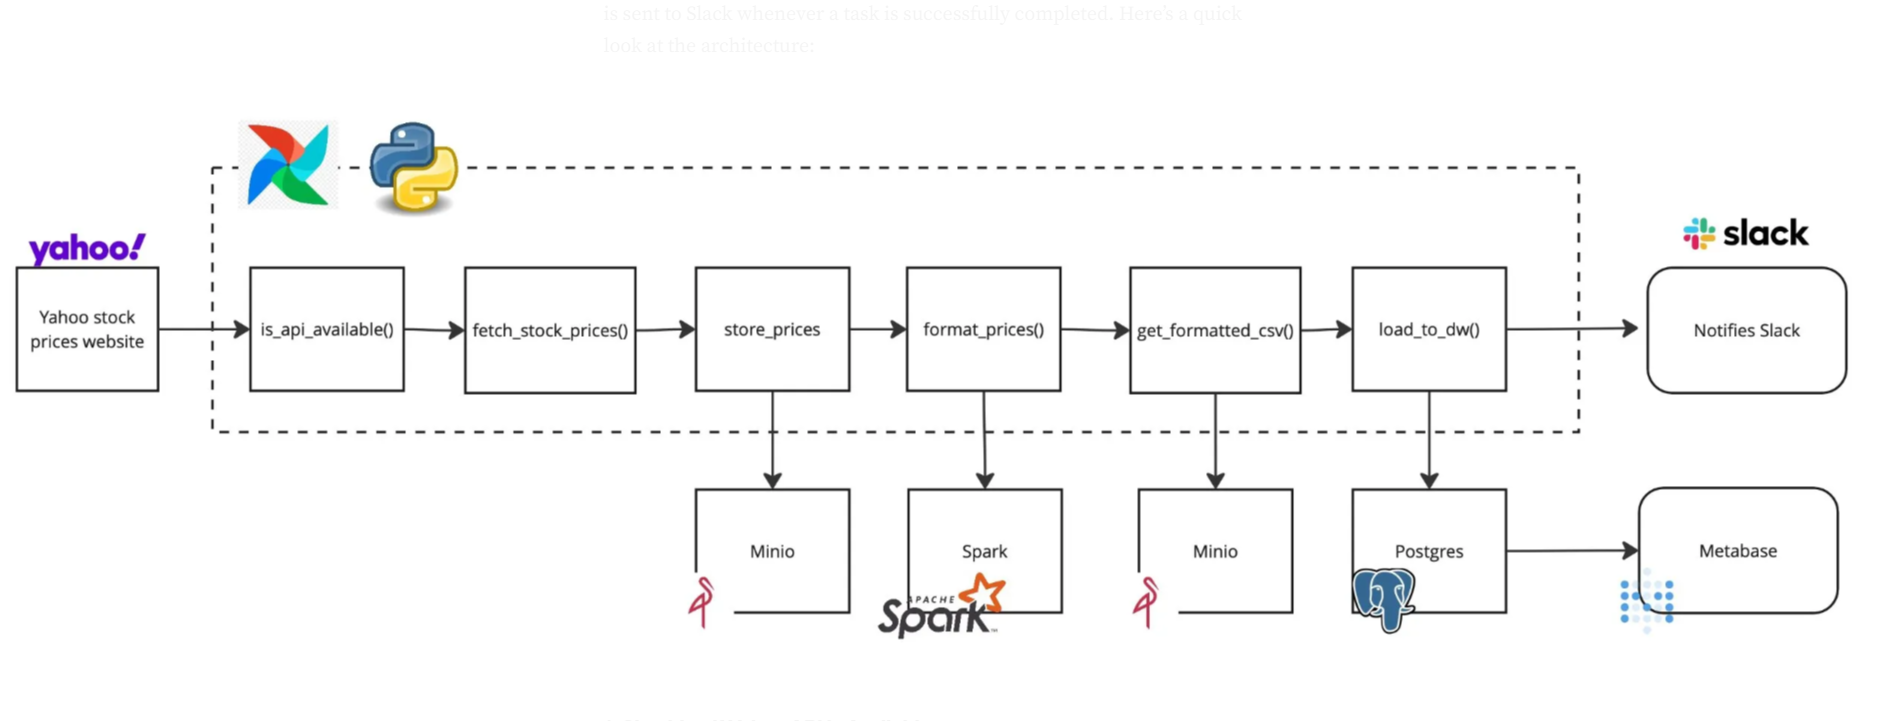 is sent to Slack whenever a task is successfully completed. Here's a quick
look at the architecture:
yahoo!
slack
Yahoo stock
prices website
is_api_available()
fetch_stock_prices()
store_prices
format_prices()
get_formatted_csv()
load_to_dw()
Notifies Slack
Minio
Spark
Minio
Postgres
Metabase
APACHE
Spark